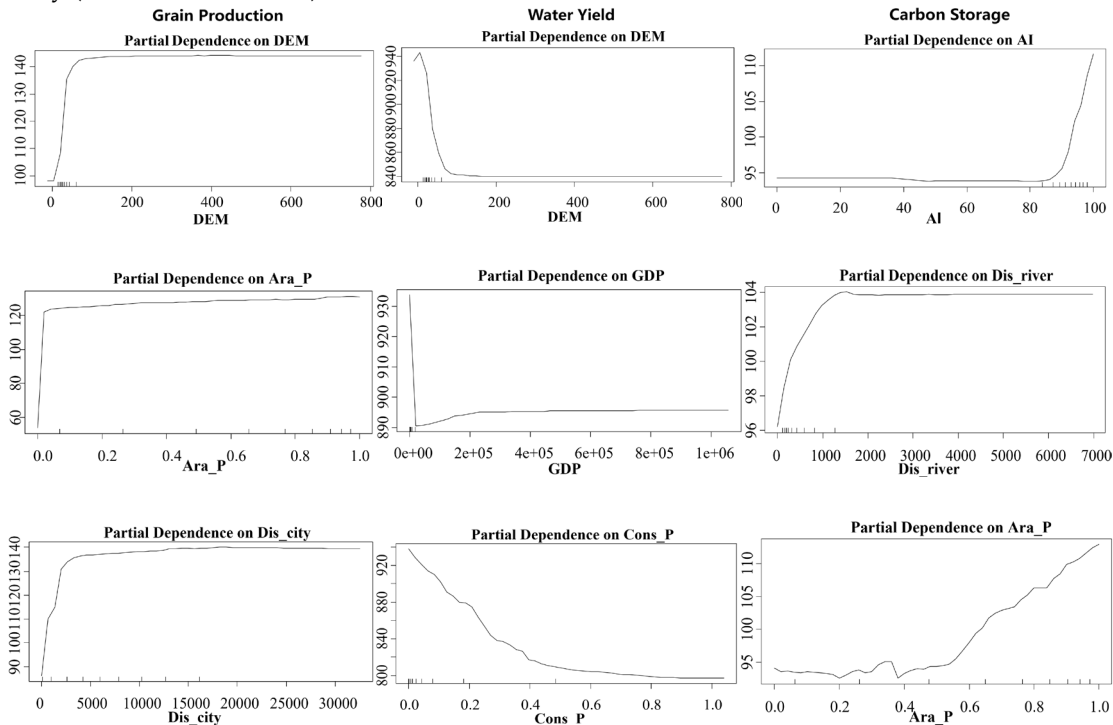 Grain Production
Water Yield
Carbon Storage
Partial Dependence on DEM
100 110 120 130 140
0 200 400 600 800
DEM
Partial Dependence on DEM
840 860 880 900 920 940
0 200 400 600 800
DEM
Partial Dependence on AI
95 100 105 110
0 20 40 60 80 100
AI
Partial Dependence on Ara_P
60 80 100 120
0.0 0.2 0.4 0.6 0.8 1.0
Ara_P
Partial Dependence on GDP
890 900 910 920 930
0e+00 2e+05 4e+05 6e+05 8e+05 1e+06
GDP
Partial Dependence on Dis_river
96 98 100 102 104
0 1000 2000 3000 4000 5000 6000 7000
Dis_river
Partial Dependence on Dis_city
90 100 110 120 130 140
0 5000 10000 15000 20000 25000 30000
Dis_city
Partial Dependence on Cons_P
800 840 880 920
0.0 0.2 0.4 0.6 0.8 1.0
Cons_P
Partial Dependence on Ara_P
95 100 105 110
0.0 0.2 0.4 0.6 0.8 1.0
Ara_P